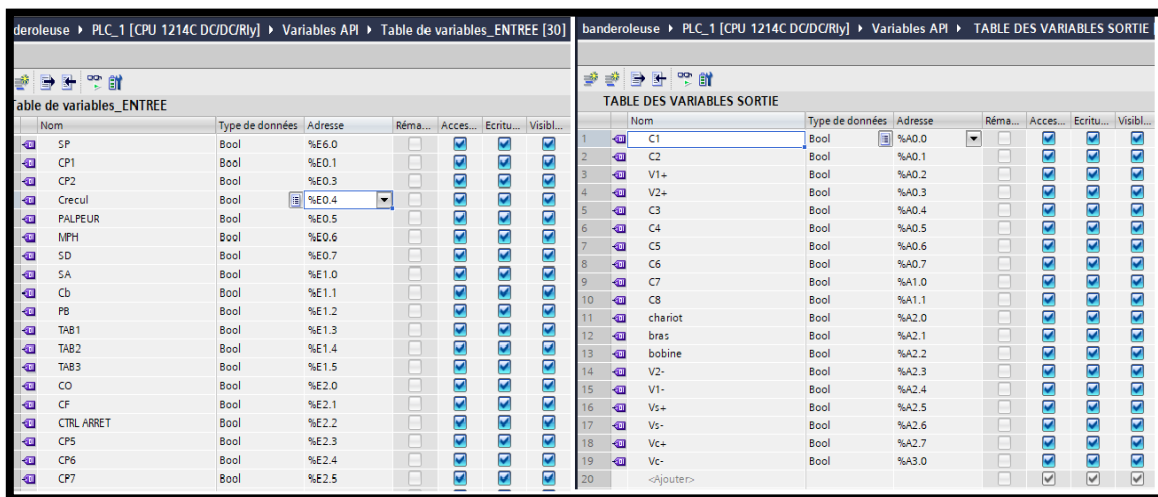 deroleuse ▸ PLC_1 [CPU 1214C DC/DC/Rly] ▸ Variables API ▸ Table de variables_ENTREE [30]
Table de variables_ENTREE
Nom Type de données Adresse Réma... Acces... Ecritu... Visibl...
SP Bool %E6.0
CP1 Bool %E0.1
CP2 Bool %E0.3
Crecul Bool %E0.4
PALPEUR Bool %E0.5
MPH Bool %E0.6
SD Bool %E0.7
SA Bool %E1.0
Cb Bool %E1.1
PB Bool %E1.2
TAB1 Bool %E1.3
TAB2 Bool %E1.4
TAB3 Bool %E1.5
CO Bool %E2.0
CF Bool %E2.1
CTRL ARRET Bool %E2.2
CP5 Bool %E2.3
CP6 Bool %E2.4
CP7 Bool %E2.5
banderoleuse ▸ PLC_1 [CPU 1214C DC/DC/Rly] ▸ Variables API ▸ TABLE DES VARIABLES SORTIE [
TABLE DES VARIABLES SORTIE
Nom Type de données Adresse Réma... Acces... Ecritu... Visibl...
1 C1 Bool %A0.0
2 C2 Bool %A0.1
3 V1+ Bool %A0.2
4 V2+ Bool %A0.3
5 C3 Bool %A0.4
6 C4 Bool %A0.5
7 C5 Bool %A0.6
8 C6 Bool %A0.7
9 C7 Bool %A1.0
10 C8 Bool %A1.1
11 chariot Bool %A2.0
12 bras Bool %A2.1
13 bobine Bool %A2.2
14 V2- Bool %A2.3
15 V1- Bool %A2.4
16 Vs+ Bool %A2.5
17 Vs- Bool %A2.6
18 Vc+ Bool %A2.7
19 Vc- Bool %A3.0
20 <Ajouter>